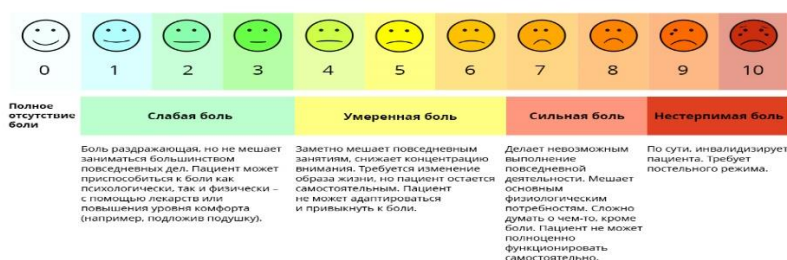 0 1 2 3 4 5 6 7 8 9 10
Полное
отсутствие
боли
Слабая боль
Умеренная боль
Сильная боль
Нестерпимая боль
Боль раздражающая, но не мешает
заниматься большинством
повседневных дел. Пациент может
приспособиться к боли как
психологически, так и физически –
с помощью лекарств или
повышения уровня комфорта
(например, подложив подушку).
Заметно мешает повседневным
занятиям, снижает концентрацию
внимания. Требуется изменение
образа жизни, но пациент остается
самостоятельным. Пациент
не может адаптироваться
и привыкнуть к боли.
Делает невозможным
выполнение
повседневной
деятельности. Мешает
основным
физиологическим
потребностям. Сложно
думать о чем-то, кроме
боли. Пациент не может
полноценно
функционировать
самостоятельно.
По сути, инвалидизирует
пациента. Требует
постельного режима.